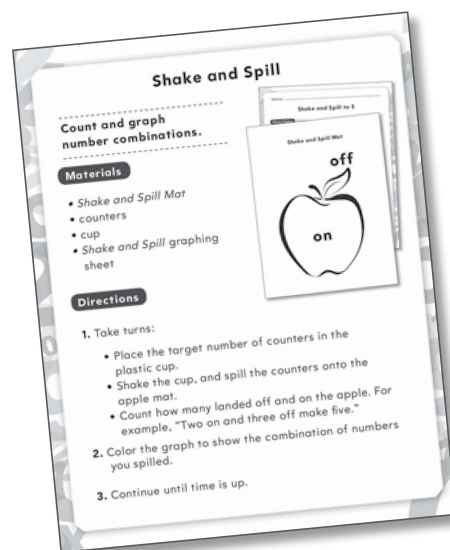 Shake and Spill
Count and graph
number combinations.
Materials
• Shake and Spill Mat
• counters
• cup
• Shake and Spill graphing
sheet
Shake and Spill to 5
Shake and Spill Mat
off
on
Directions
1. Take turns:
• Place the target number of counters in the
plastic cup.
• Shake the cup, and spill the counters onto the
apple mat.
• Count how many landed off and on the apple. For
example, "Two on and three off make five."
2. Color the graph to show the combination of numbers
you spilled.
3. Continue until time is up.